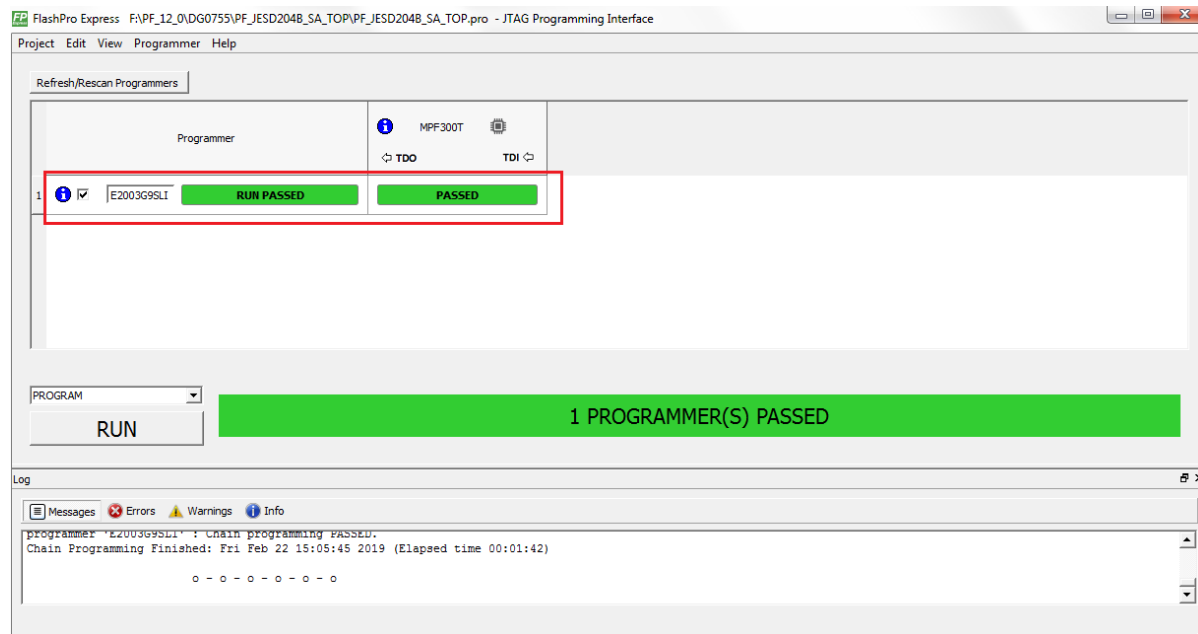 FP FlashPro Express F:\PF_12_0\DG0755\PF_JESD204B_SA_TOP\PF_JESD204B_SA_TOP.pro - JTAG Programming Interface
Project Edit View Programmer Help
Refresh/Rescan Programmers
Programmer
MPF300T
TDO TDI
1 E2003G9SLI RUN PASSED PASSED
PROGRAM
RUN
1 PROGRAMMER(S) PASSED
Log
Messages Errors Warnings Info
programmer 'E2003G9SLI' : Chain programming PASSED.
Chain Programming Finished: Fri Feb 22 15:05:45 2019 (Elapsed time 00:01:42)
o - o - o - o - o - o